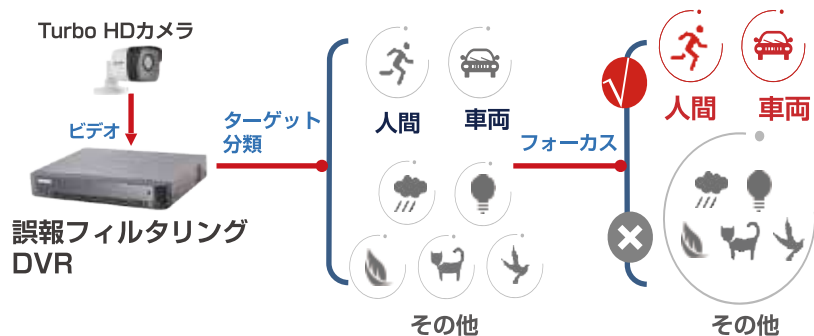 Turbo HDカメラ
ビデオ
誤報フィルタリング
DVR
ターゲット
分類
人間
車両
その他
フォーカス
人間
車両
その他